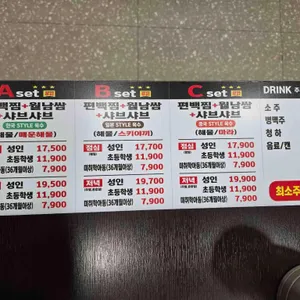 A set
편백찜+월남쌈
+샤브샤브
한국 STYLE 육수
(해물/매운해물)
성인 17,500
초등학생 11,900
미취학아동(36개월이상) 7,900
성인 19,500
초등학생 11,900
미취학아동(36개월이상) 7,900
B set
편백찜+월남쌈
+샤브샤브
일본 STYLE 육수
(해물/스키야끼)
점심 성인 17,700
초등학생 11,900
미취학아동(36개월이상) 7,900
저녁 성인 19,700
초등학생 11,900
미취학아동(36개월이상) 7,900
C set
편백찜+월남쌈
+샤브샤브
중국 STYLE 육수
(해물/마라)
점심 성인 17,900
초등학생 11,900
미취학아동(36개월이상) 7,900
저녁 성인 19,900
초등학생 11,900
미취학아동(36개월이상) 7,900
DRINK
소 주
병맥주
청 하
음료/캔
최소주